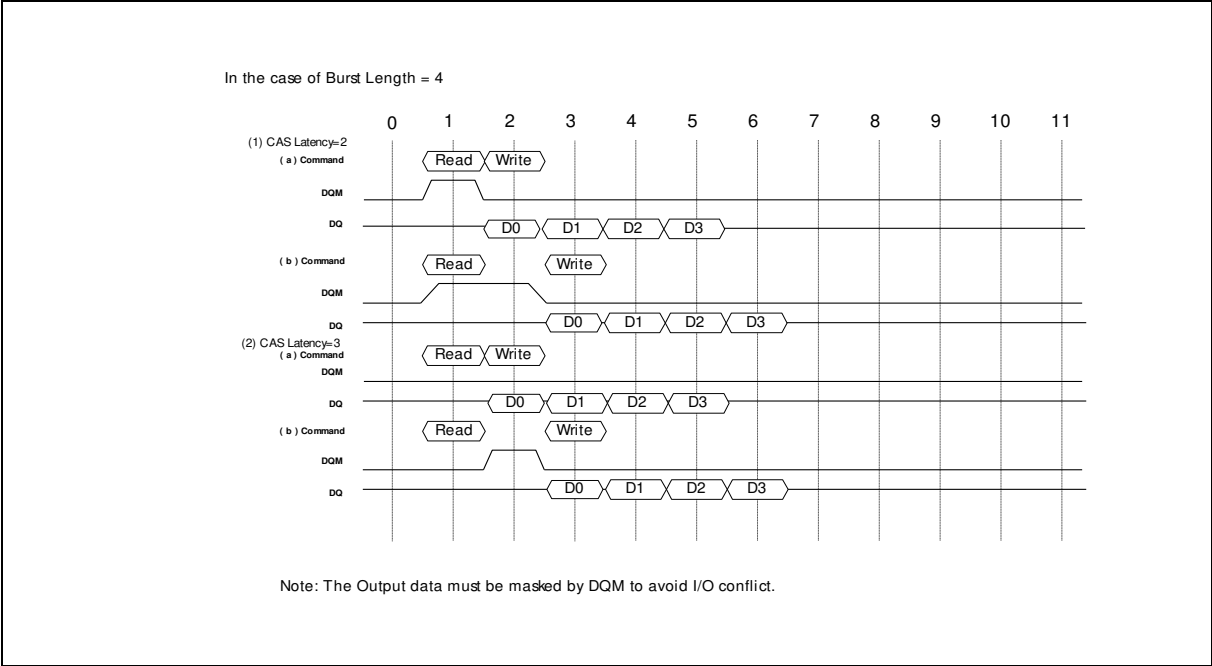 In the case of Burst Length = 4
0 1 2 3 4 5 6 7 8 9 10 11
(1) CAS Latency=2
( a ) Command Read Write
DQM
DQ D0 D1 D2 D3
( b ) Command Read Write
DQM
DQ D0 D1 D2 D3
(2) CAS Latency=3
( a ) Command Read Write
DQM
DQ D0 D1 D2 D3
( b ) Command Read Write
DQM
DQ D0 D1 D2 D3
Note: The Output data must be masked by DQM to avoid I/O conflict.